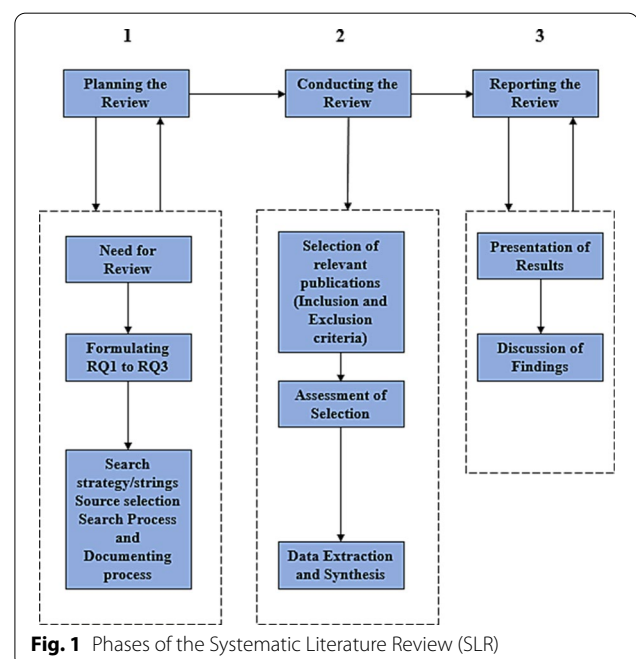 1
2
3
Planning the
Review
Conducting the
Review
Reporting the
Review
Need for
Review
Formulating
RQ1 to RQ3
Search
strategy/strings
Source selection
Search Process
and
Documenting
process
Selection of
relevant
publications
(Inclusion and
Exclusion
criteria)
Assessment of
Selection
Data Extraction
and Synthesis
Presentation of
Results
Discussion of
Findings
Fig. 1 Phases of the Systematic Literature Review (SLR)